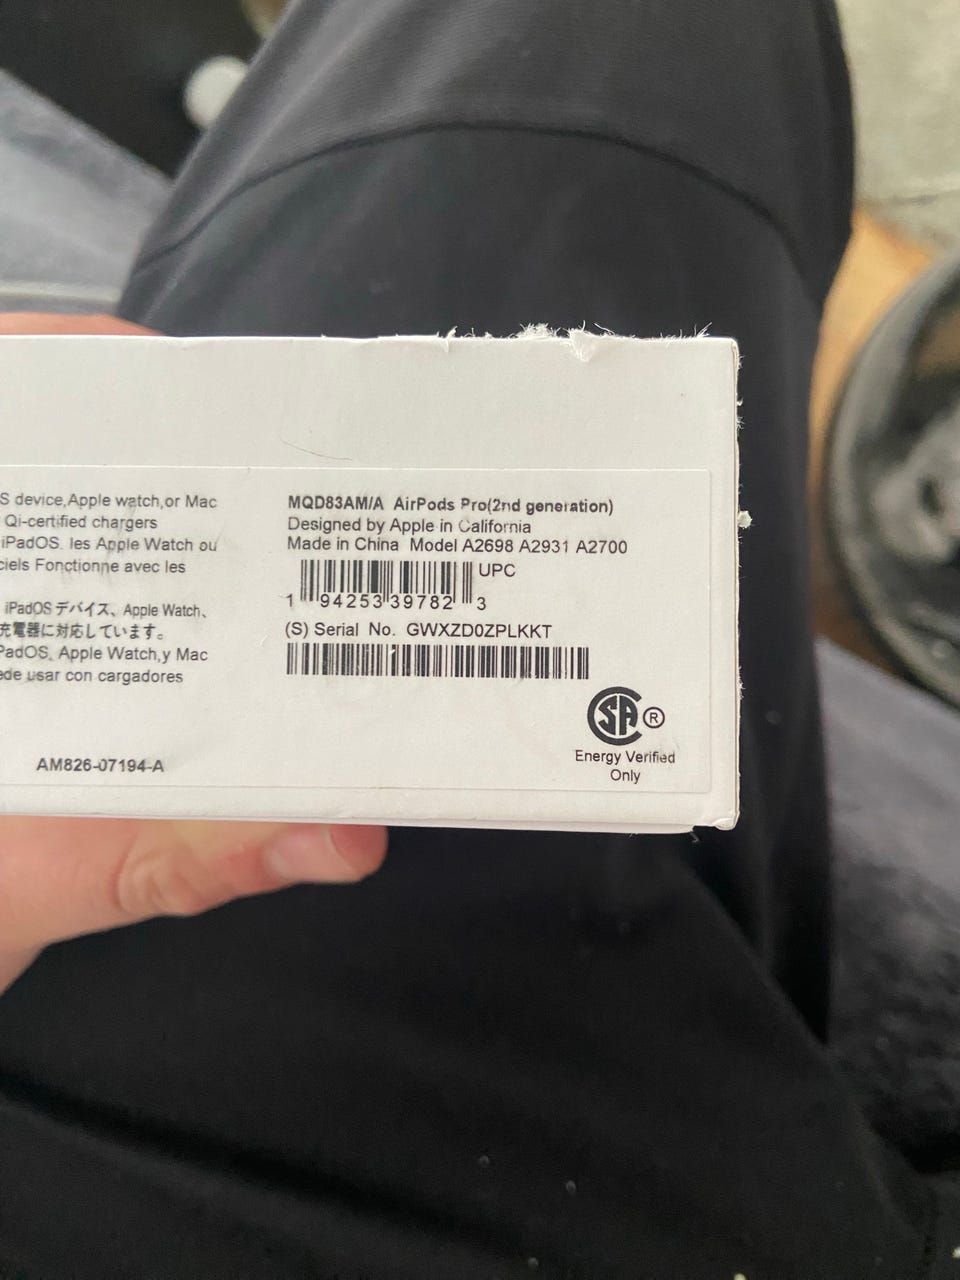 S device,Apple watch,or Mac
Qi-certified chargers
iPadOS. les Apple Watch ou
ciels Fonctionne avec les
iPadOS デバイス、Apple Watch、
充電器に対応しています。
PadOS, Apple Watch,y Mac
ede usar con cargadores
AM826-07194-A
MQD83AM/A AirPods Pro(2nd generation)
Designed by Apple in California
Made in China Model A2698 A2931 A2700
UPC
1 94253 39782 3
(S) Serial No. GWXZD0ZPLKKT
SA ®
Energy Verified
Only